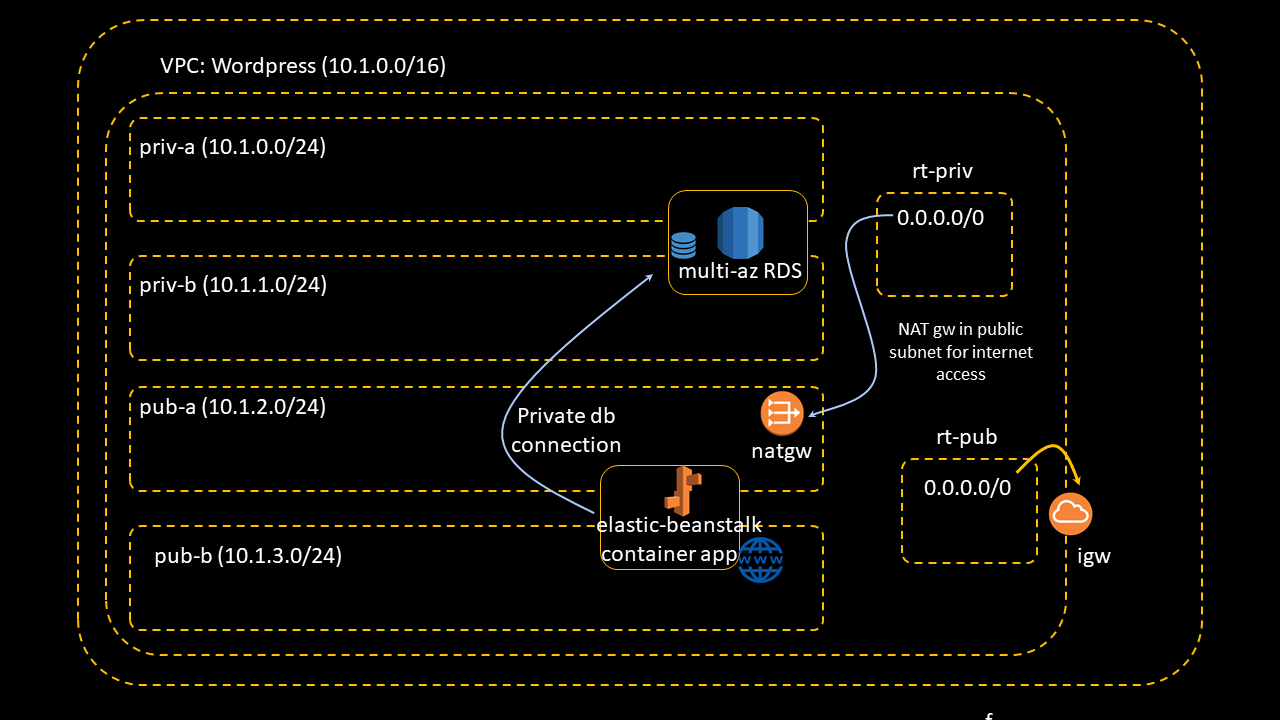 VPC: Wordpress (10.1.0.0/16)
priv-a (10.1.0.0/24)
rt-priv
0.0.0.0/0
multi-az RDS
priv-b (10.1.1.0/24)
NAT gw in public
subnet for internet
access
pub-a (10.1.2.0/24)
Private db
connection
natgw
rt-pub
0.0.0.0/0
elastic-beanstalk
container app
WWW
pub-b (10.1.3.0/24)
igw